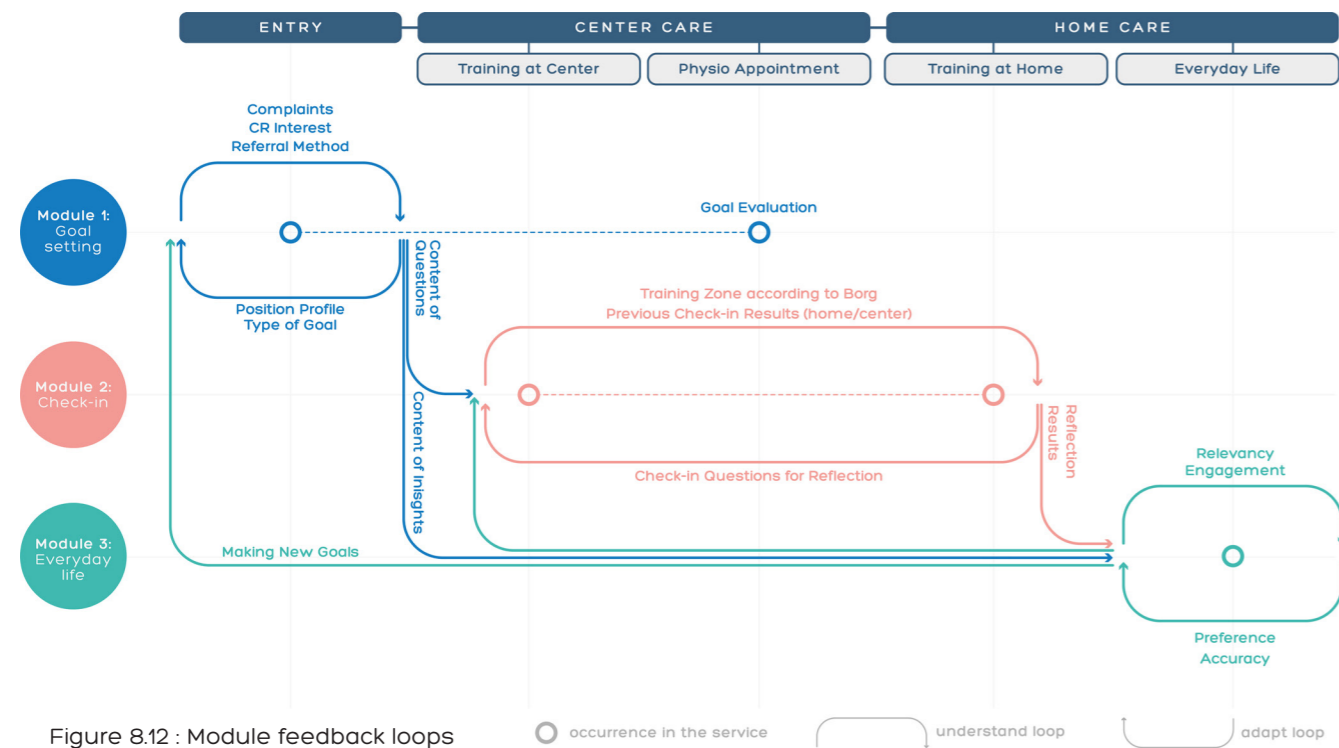 ENTRY
CENTER CARE
HOME CARE
Training at Center
Physio Appointment
Training at Home
Everyday Life
Complaints
CR Interest
Referral Method
Module 1:
Goal
setting
Goal Evaluation
Position Profile
Type of Goal
Content of
Questions
Training Zone according to Borg
Previous Check-in Results (home/center)
Module 2:
Check-in
Content of Inisghts
Reflection
Results
Check-in Questions for Reflection
Relevancy
Engagement
Module 3:
Everyday
life
Making New Goals
Preference
Accuracy
Figure 8.12 : Module feedback loops
occurrence in the service
understand loop
adapt loop